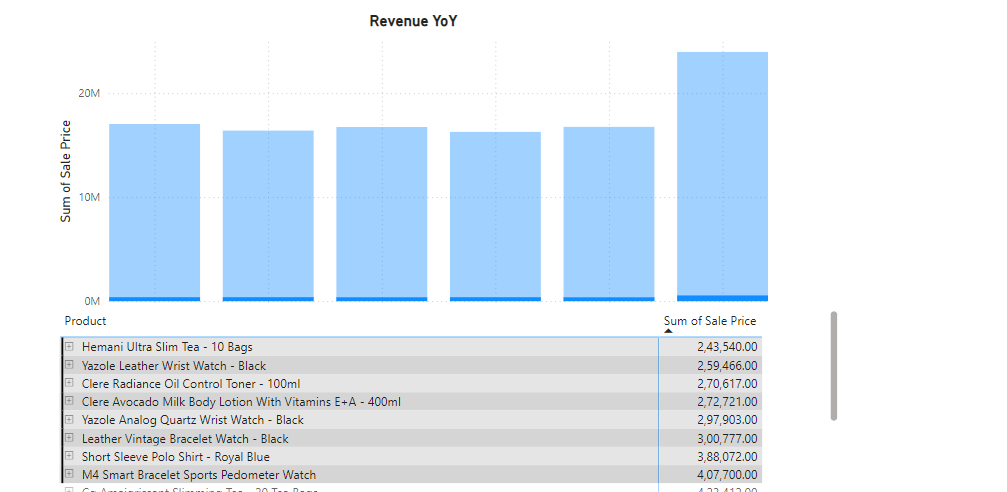 Revenue YoY
Sum of Sale Price
20M
10M
0M
Product Sum of Sale Price
Hemani Ultra Slim Tea - 10 Bags 2,43,540.00
Yazole Leather Wrist Watch - Black 2,59,466.00
Clere Radiance Oil Control Toner - 100ml 2,70,617.00
Clere Avocado Milk Body Lotion With Vitamins E+A - 400ml 2,72,721.00
Yazole Analog Quartz Wrist Watch - Black 2,97,903.00
Leather Vintage Bracelet Watch - Black 3,00,777.00
Short Sleeve Polo Shirt - Royal Blue 3,88,072.00
M4 Smart Bracelet Sports Pedometer Watch 4,07,700.00